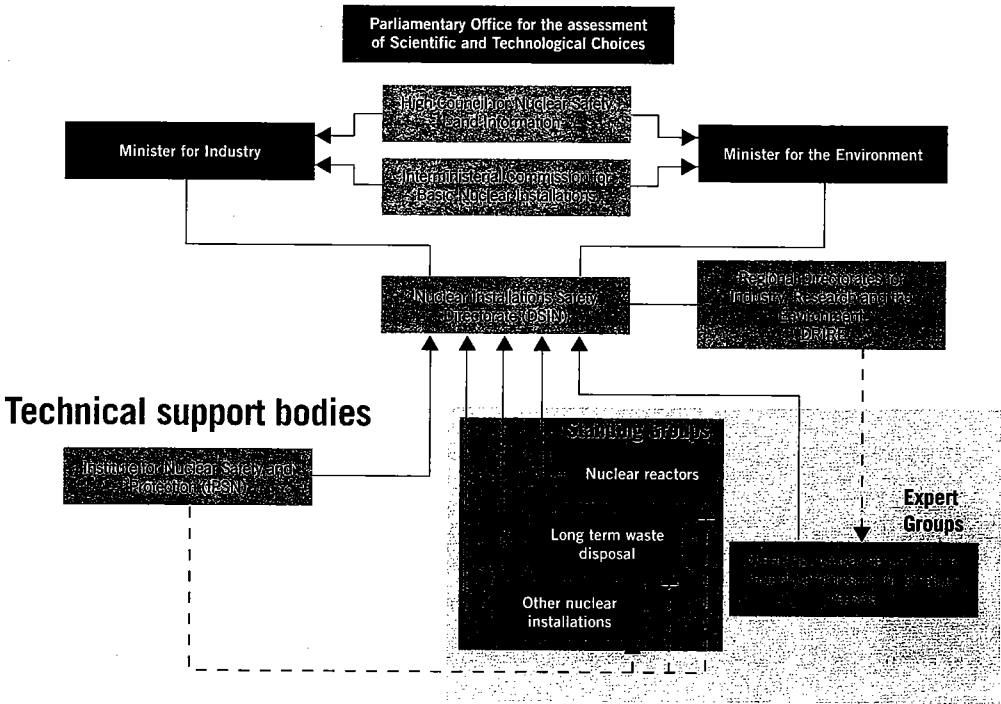 Parliamentary Office for the assessment
of Scientific and Technological Choices
High Council for Nuclear Safety
and Information
Minister for Industry
Minister for the Environment
Interministerial Commission for
Basic Nuclear Installations
Nuclear Installations Safety
Directorate (DSIN)
Regional Directorates for
Industry, Research and the
Environment
DRIRE
Technical support bodies
Institute for Nuclear Safety and
Protection (IPSN)
Standing Groups
Nuclear reactors
Long term waste
disposal
Other nuclear
installations
Expert
Groups